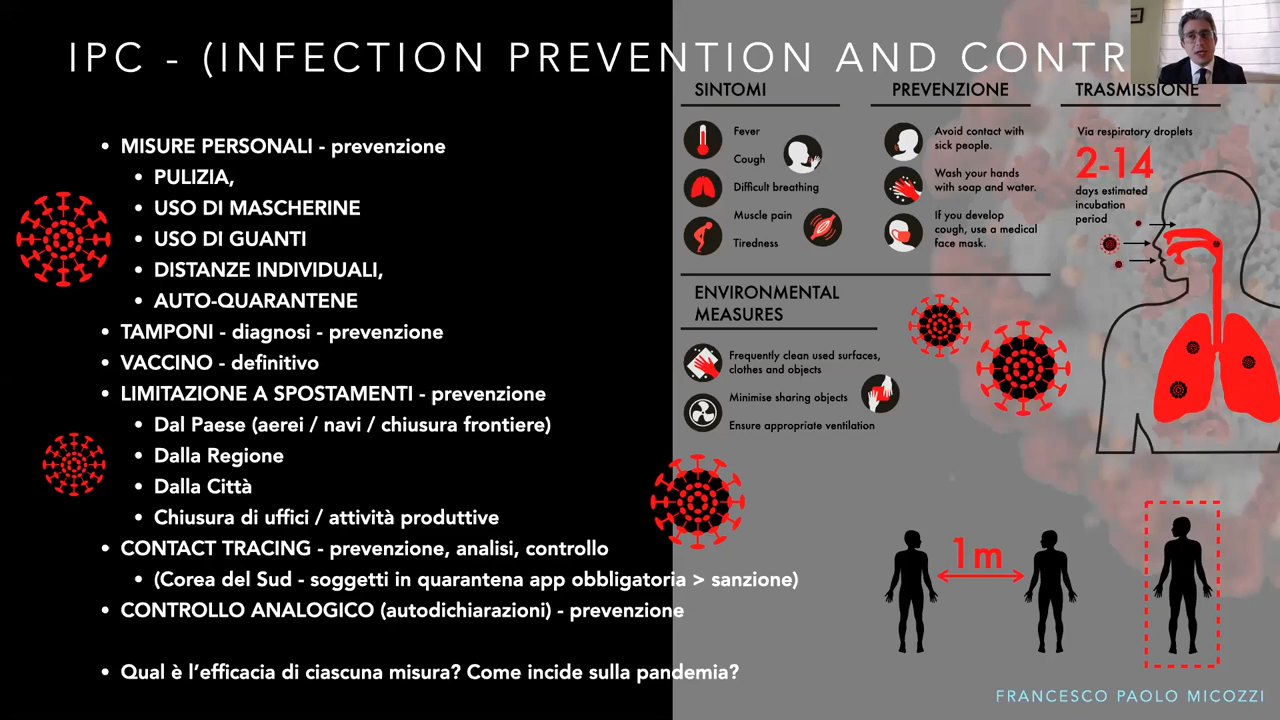 IPC - (INFECTION PREVENTION AND CONTR
MISURE PERSONALI - prevenzione
PULIZIA,
USO DI MASCHERINE
USO DI GUANTI
DISTANZE INDIVIDUALI,
AUTO-QUARANTENE
TAMPONI - diagnosi - prevenzione
VACCINO - definitivo
LIMITAZIONE A SPOSTAMENTI - prevenzione
Dal Paese (aerei / navi / chiusura frontiere)
Dalla Regione
Dalla Città
Chiusura di uffici / attività produttive
CONTACT TRACING - prevenzione, analisi, controllo
(Corea del Sud - soggetti in quarantena app obbligatoria > sanzione)
CONTROLLO ANALOGICO (autodichiarazioni) - prevenzione
Qual è l'efficacia di ciascuna misura? Come incide sulla pandemia?
SINTOMI
Fever
Cough
Difficult breathing
Muscle pain
Tiredness
PREVENZIONE
Avoid contact with
sick people.
Wash your hands
with soap and water.
If you develop
cough, use a medical
face mask.
TRASMISSIONE
Via respiratory droplets
2-14
days estimated
incubation
period
ENVIRONMENTAL
MEASURES
Frequently clean used surfaces,
clothes and objects
Minimise sharing objects
Ensure appropriate ventilation
1m
FRANCESCO PAOLO MICOZZI